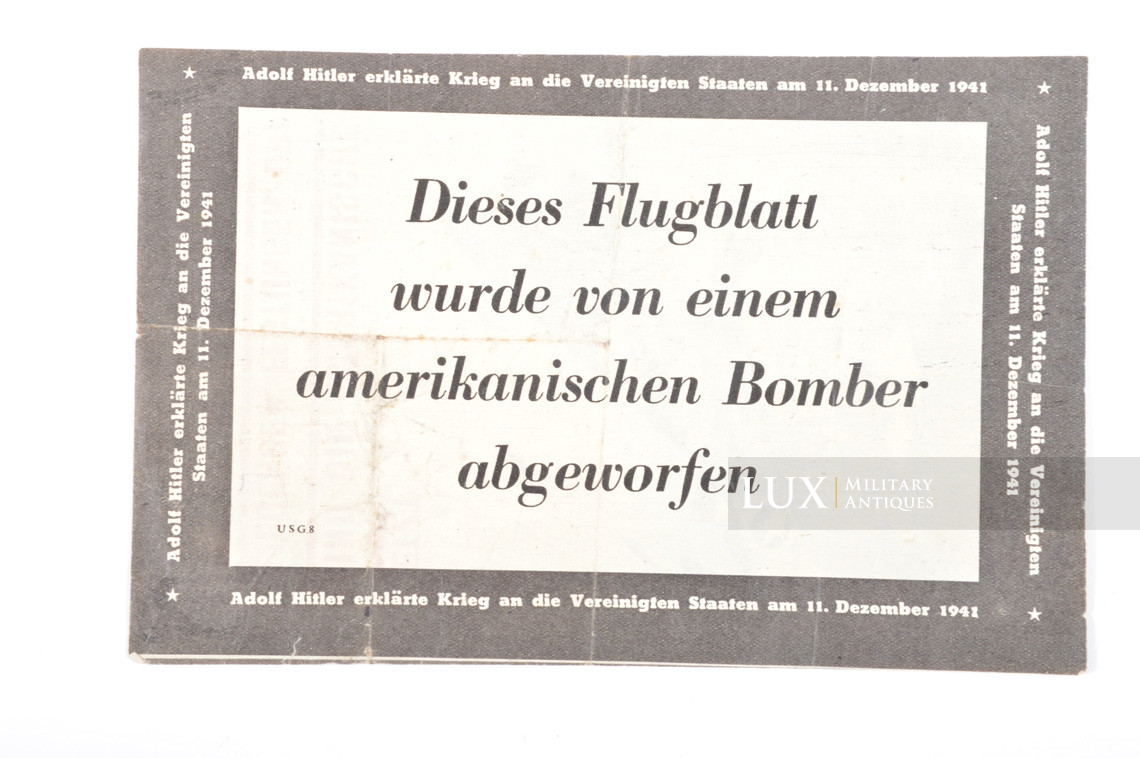 Adolf Hitler erklärte Krieg an die Vereinigten Staaten am 11. Dezember 1941
Adolf Hitler erklärte Krieg an die Vereinigten
Staaten am 11. Dezember 1941
Dieses Flugblatt
wurde von einem
amerikanischen Bomber
abgeworfen
USG.8
Adolf Hitler erklärte Krieg an die Vereinigten
Staaten am 11. Dezember 1941
Adolf Hitler erklärte Krieg an die Vereinigten Staaten am 11. Dezember 1941
LUX MILITARY
ANTIQUES